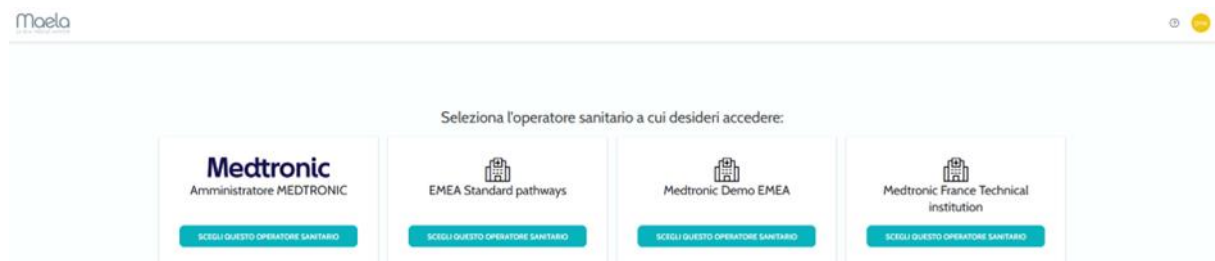 Maela
Seleziona l'operatore sanitario a cui desideri accedere:
Medtronic
Amministratore MEDTRONIC
SCEGLI QUESTO OPERATORE SANITARIO
EMEA Standard pathways
SCEGLI QUESTO OPERATORE SANITARIO
Medtronic Demo EMEA
SCEGLI QUESTO OPERATORE SANITARIO
Medtronic France Technical
institution
SCEGLI QUESTO OPERATORE SANITARIO